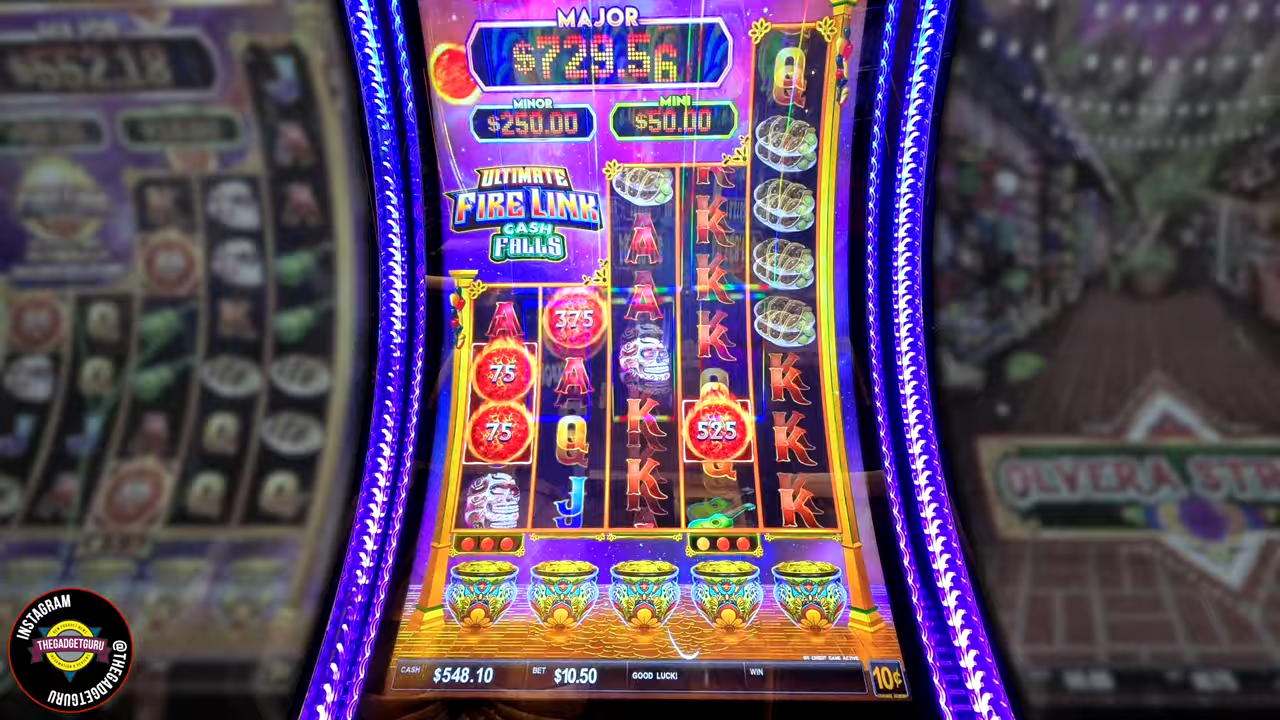 MAJOR
$729.56
MINOR
$250.00
MINI
$50.00
ULTIMATE
FIRE LINK
CASH
FALLS
Q
K
A
K
A
K
A
375
K
75
A
K
75
Q
K
525
K
K
Q
J
K
CASH $548.10 BET $10.50 GOOD LUCK! WIN 10¢
OLVERA STR
INSTAGRAM
THEGADGETGURU
@THEGADGETGURU